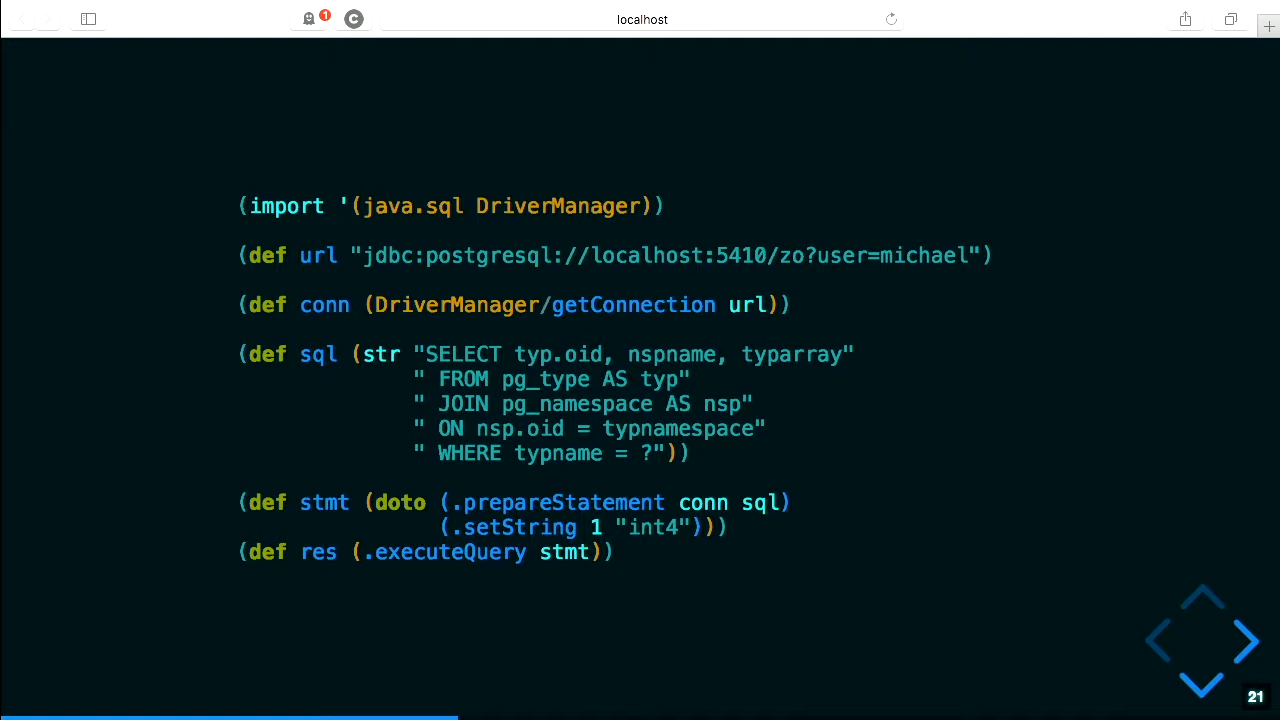 1
C
localhost
(import '(java.sql DriverManager))
(def url "jdbc:postgresql://localhost:5410/zo?user=michael")
(def conn (DriverManager/getConnection url))
(def sql (str "SELECT typ.oid, nspname, typarray"
" FROM pg_type AS typ"
" JOIN pg_namespace AS nsp"
" ON nsp.oid = typnamespace"
" WHERE typname = ?"))
(def stmt (doto (.prepareStatement conn sql)
(.setString 1 "int4")))
(def res (.executeQuery stmt))
21